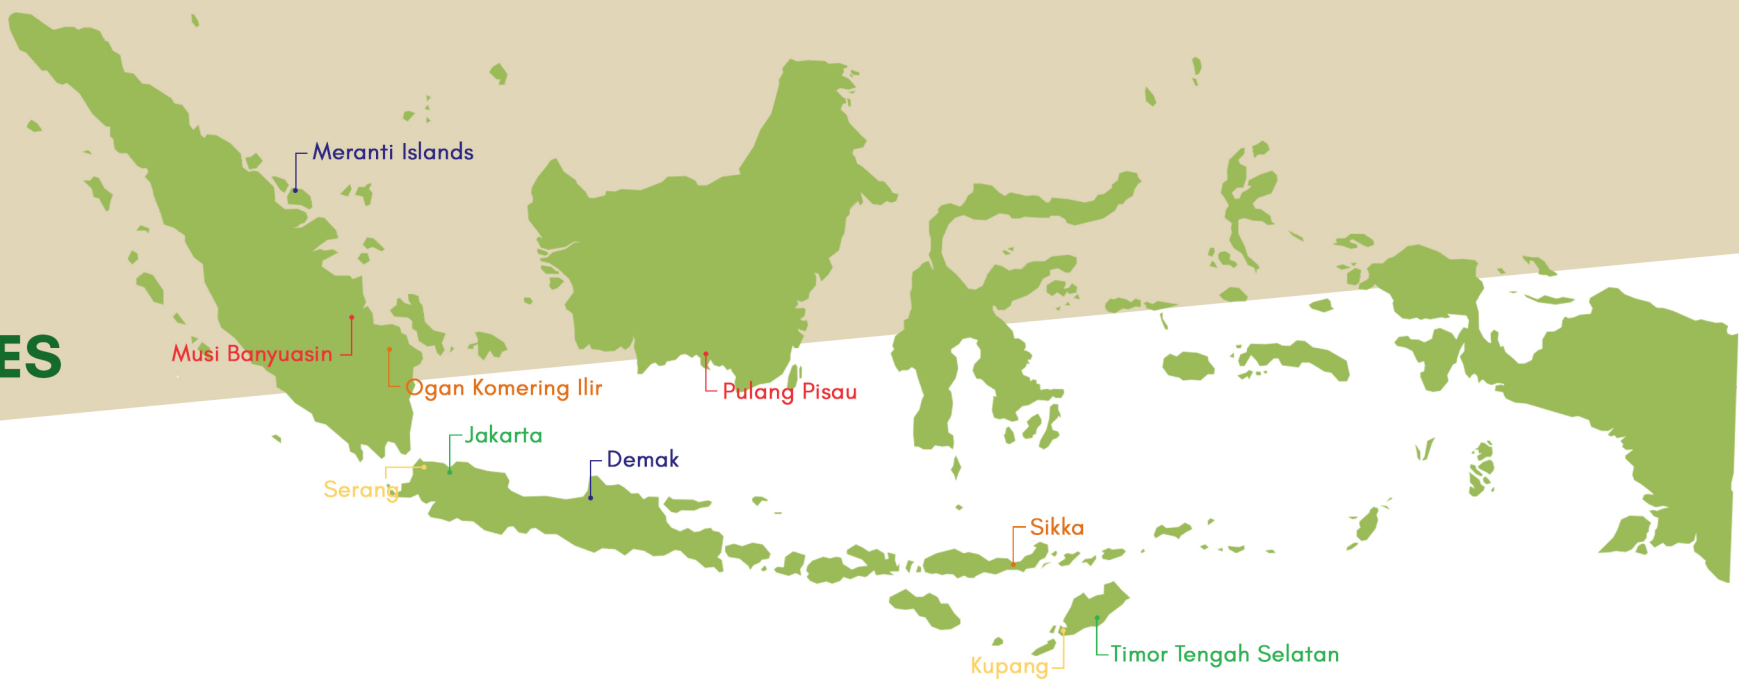 Meranti Islands
ES
Musi Banyuasin
Ogan Komering Ilir
Pulang Pisau
Jakarta
Demak
Serang
Sikka
Timor Tengah Selatan
Kupang